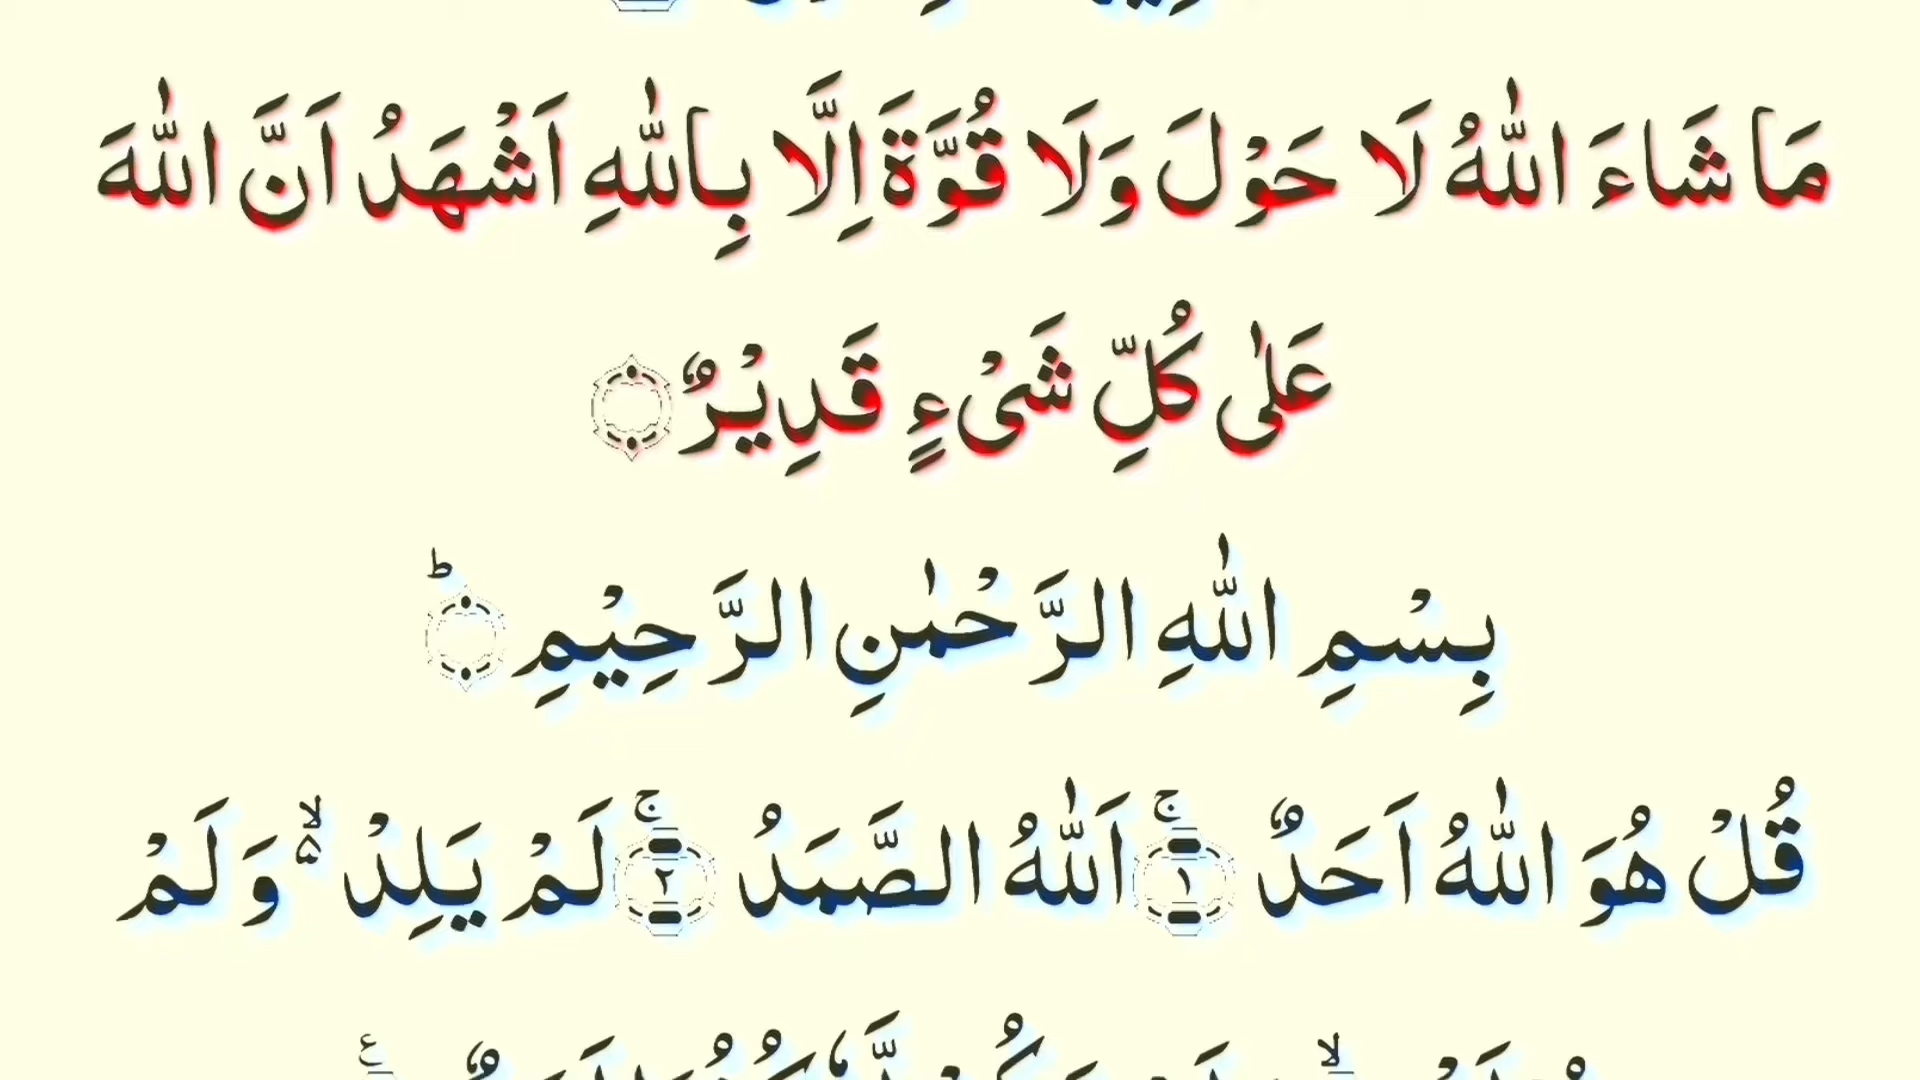 مَا شَاءَ اللّٰهُ لَا حَوْلَ وَلَا قُوَّةَ اِلَّا بِاللّٰهِ اَشْهَدُ اَنَّ اللّٰهَ
عَلٰى كُلِّ شَىْءٍ قَدِيْرٌ ۝
بِسْمِ اللّٰهِ الرَّحْمٰنِ الرَّحِيْمِ ۝ؕ
قُلْ هُوَ اللّٰهُ اَحَدٌ ۝١ۚ اَللّٰهُ الصَّمَدُ ۝٢ۚ لَمْ يَلِدْ ۙ۬ وَلَمْ